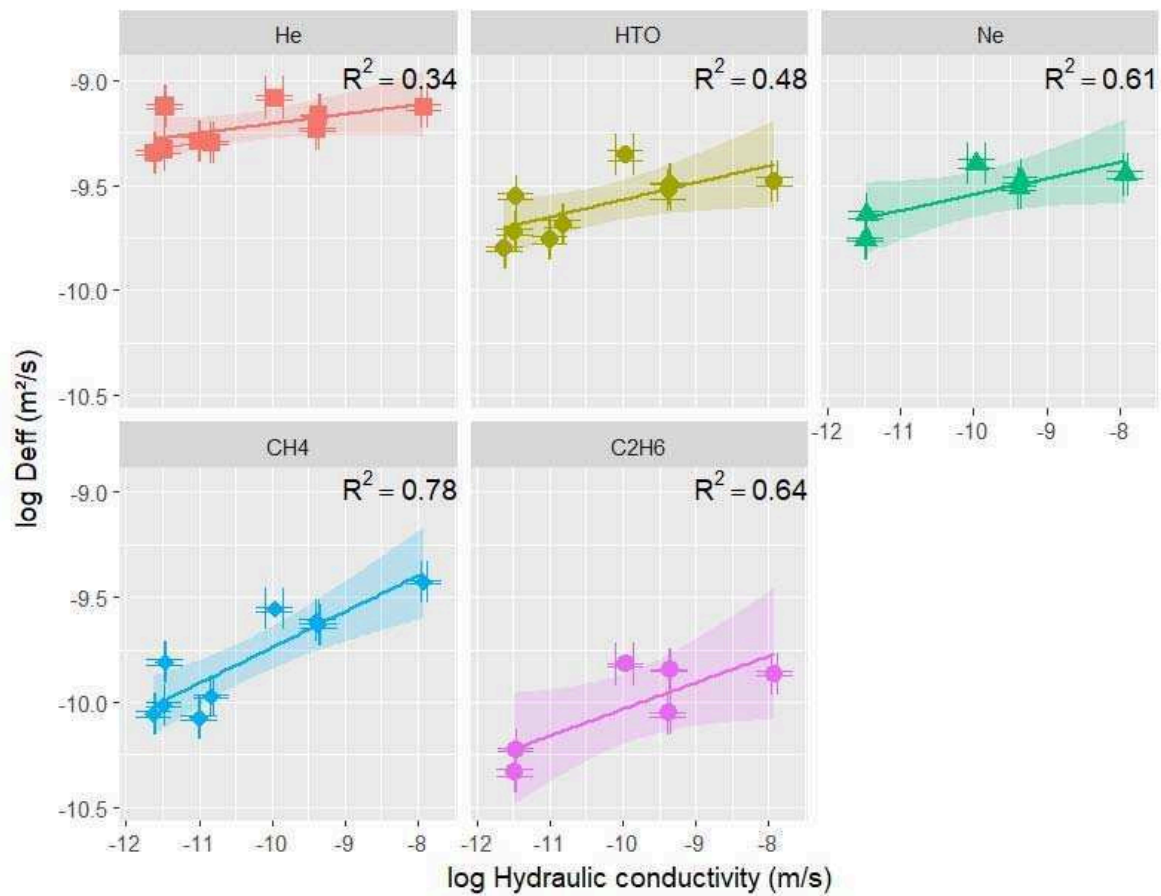 He
HTO
Ne
R² = 0.34
R² = 0.48
R² = 0.61
-9.0
-9.5
-10.0
-10.5
-12 -11 -10 -9 -8
CH4
C2H6
R² = 0.78
R² = 0.64
-9.0
-9.5
-10.0
-10.5
-12 -11 -10 -9 -8
-12 -11 -10 -9 -8
log Deff (m²/s)
log Hydraulic conductivity (m/s)